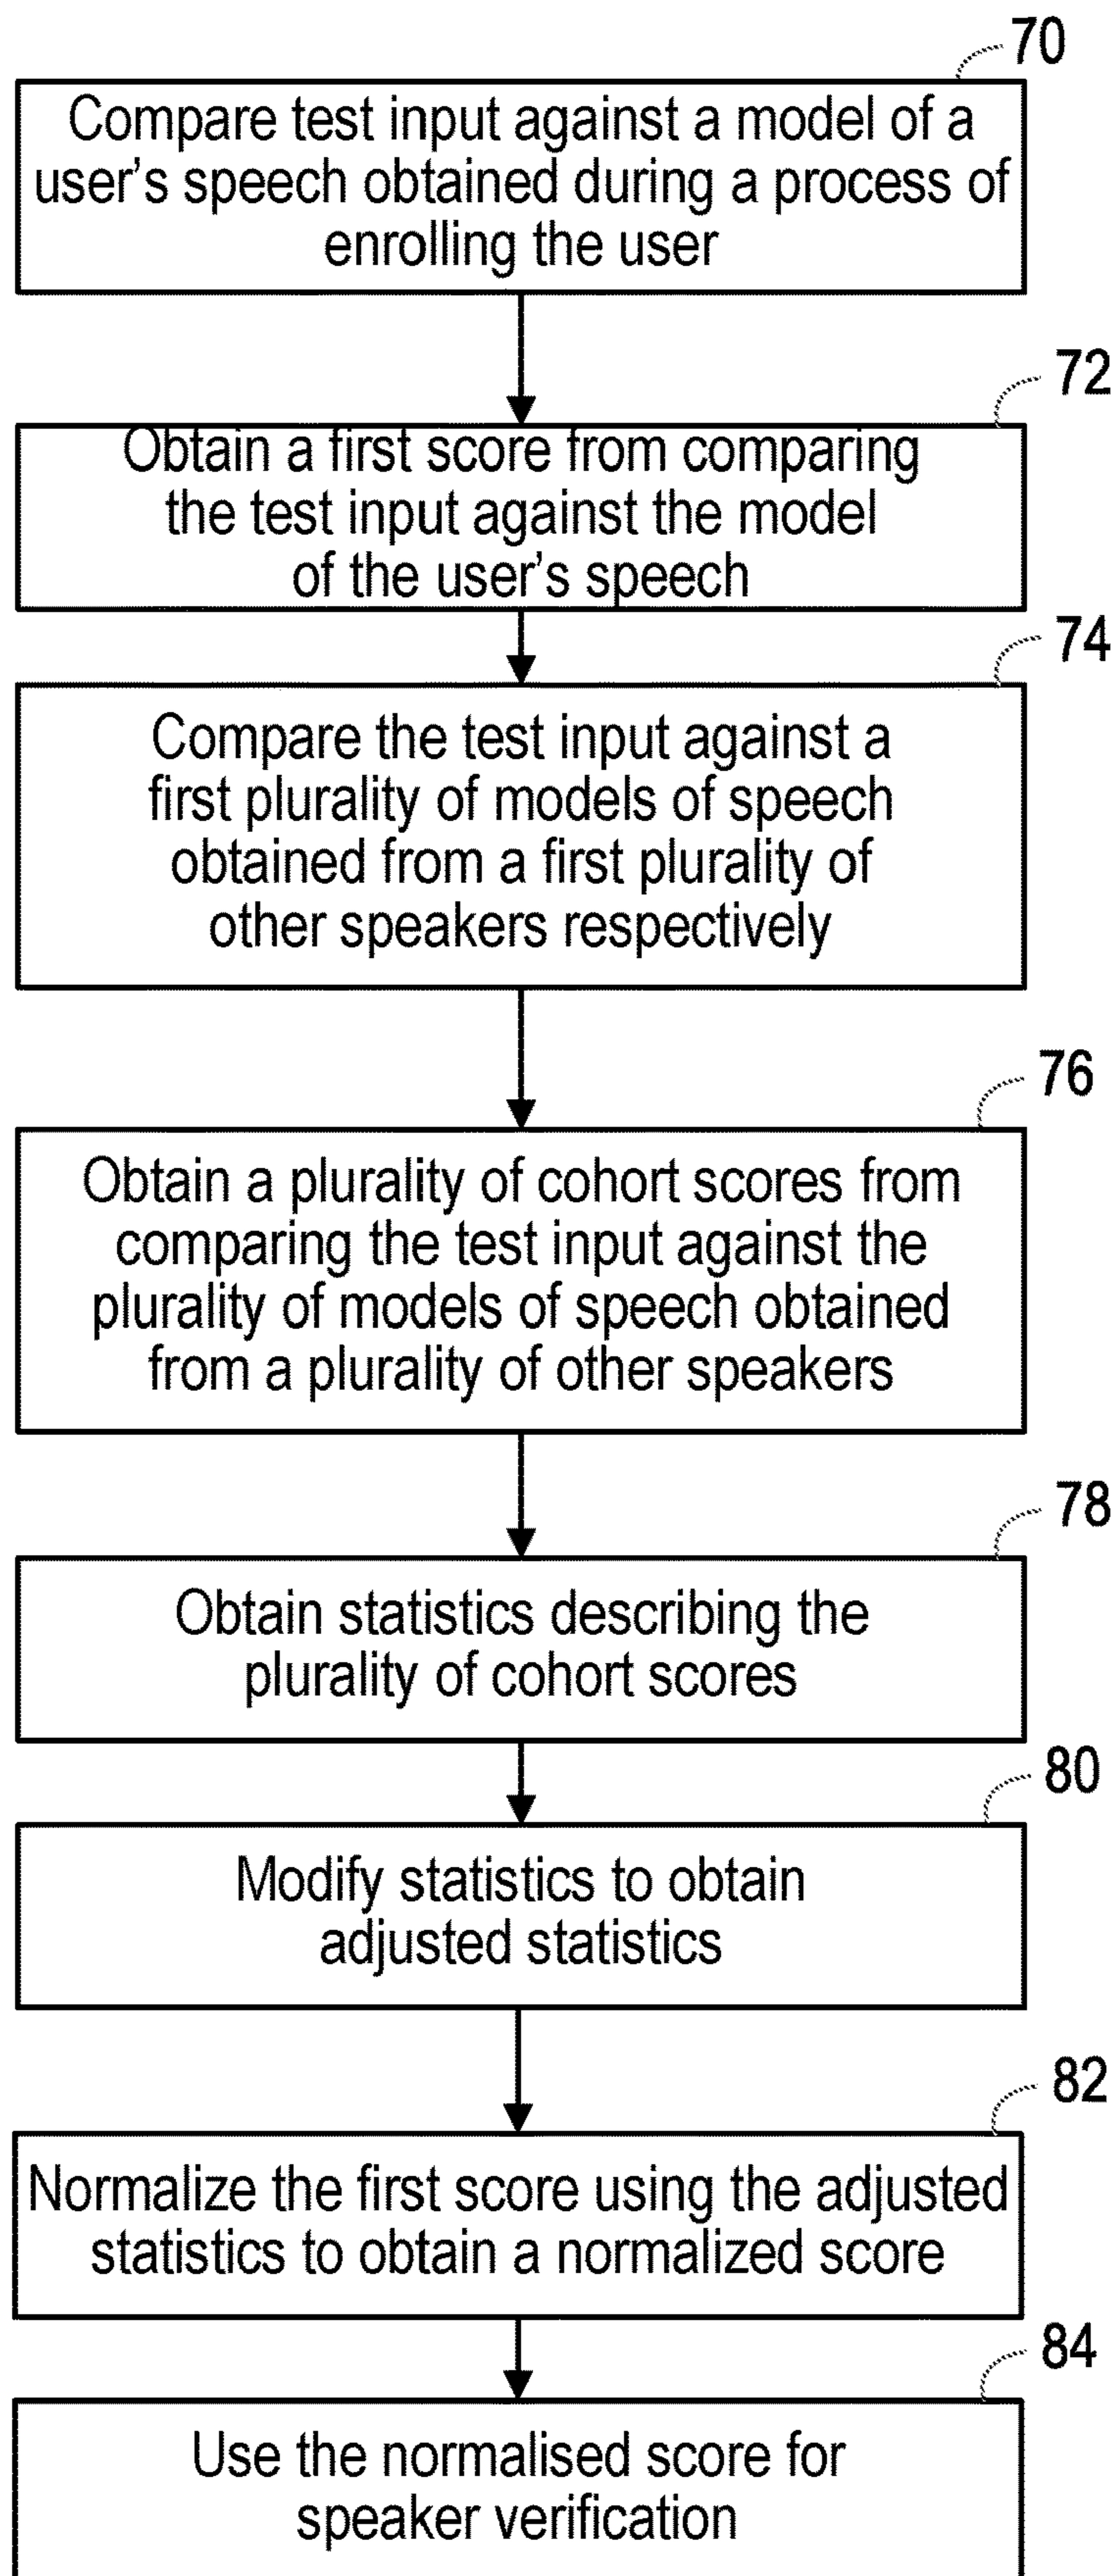 70
Compare test input against a model of a
user's speech obtained during a process of
enrolling the user
72
Obtain a first score from comparing
the test input against the model
of the user's speech
74
Compare the test input against a
first plurality of models of speech
obtained from a first plurality of
other speakers respectively
76
Obtain a plurality of cohort scores from
comparing the test input against the
plurality of models of speech obtained
from a plurality of other speakers
78
Obtain statistics describing the
plurality of cohort scores
80
Modify statistics to obtain
adjusted statistics
82
Normalize the first score using the adjusted
statistics to obtain a normalized score
84
Use the normalised score for
speaker verification